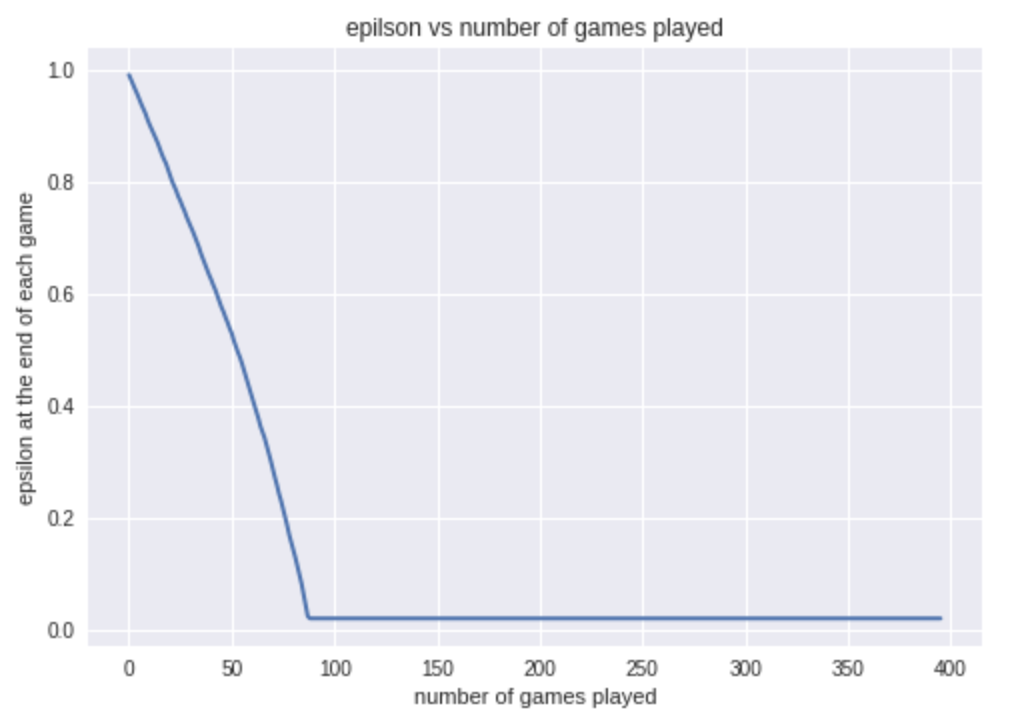 epilson vs number of games played
epsilon at the end of each game
1.0
0.8
0.6
0.4
0.2
0.0
0 50 100 150 200 250 300 350 400
number of games played